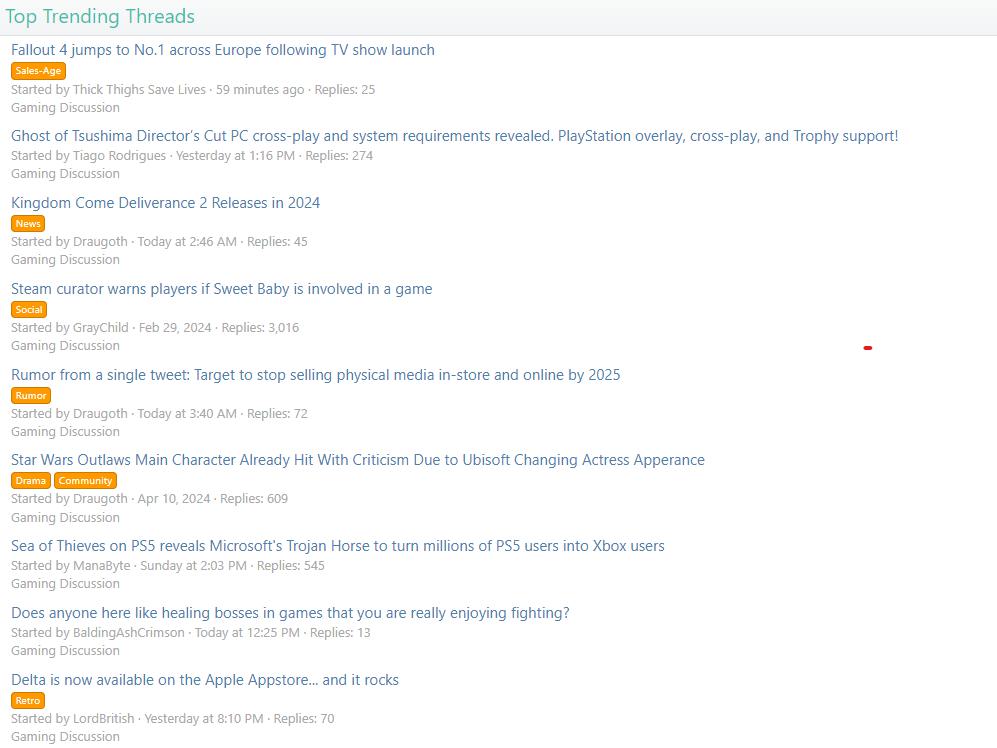 Top Trending Threads
Fallout 4 jumps to No.1 across Europe following TV show launch
Sales-Age
Started by Thick Thighs Save Lives · 59 minutes ago · Replies: 25
Gaming Discussion
Ghost of Tsushima Director's Cut PC cross-play and system requirements revealed. PlayStation overlay, cross-play, and Trophy support!
Started by Tiago Rodrigues · Yesterday at 1:16 PM · Replies: 274
Gaming Discussion
Kingdom Come Deliverance 2 Releases in 2024
News
Started by Draugoth · Today at 2:46 AM · Replies: 45
Gaming Discussion
Steam curator warns players if Sweet Baby is involved in a game
Social
Started by GrayChild · Feb 29, 2024 · Replies: 3,016
Gaming Discussion
Rumor from a single tweet: Target to stop selling physical media in-store and online by 2025
Rumor
Started by Draugoth · Today at 3:40 AM · Replies: 72
Gaming Discussion
Star Wars Outlaws Main Character Already Hit With Criticism Due to Ubisoft Changing Actress Apperance
Drama Community
Started by Draugoth · Apr 10, 2024 · Replies: 609
Gaming Discussion
Sea of Thieves on PS5 reveals Microsoft's Trojan Horse to turn millions of PS5 users into Xbox users
Started by ManaByte · Sunday at 2:03 PM · Replies: 545
Gaming Discussion
Does anyone here like healing bosses in games that you are really enjoying fighting?
Started by BaldingAshCrimson · Today at 12:25 PM · Replies: 13
Gaming Discussion
Delta is now available on the Apple Appstore... and it rocks
Retro
Started by LordBritish · Yesterday at 8:10 PM · Replies: 70
Gaming Discussion